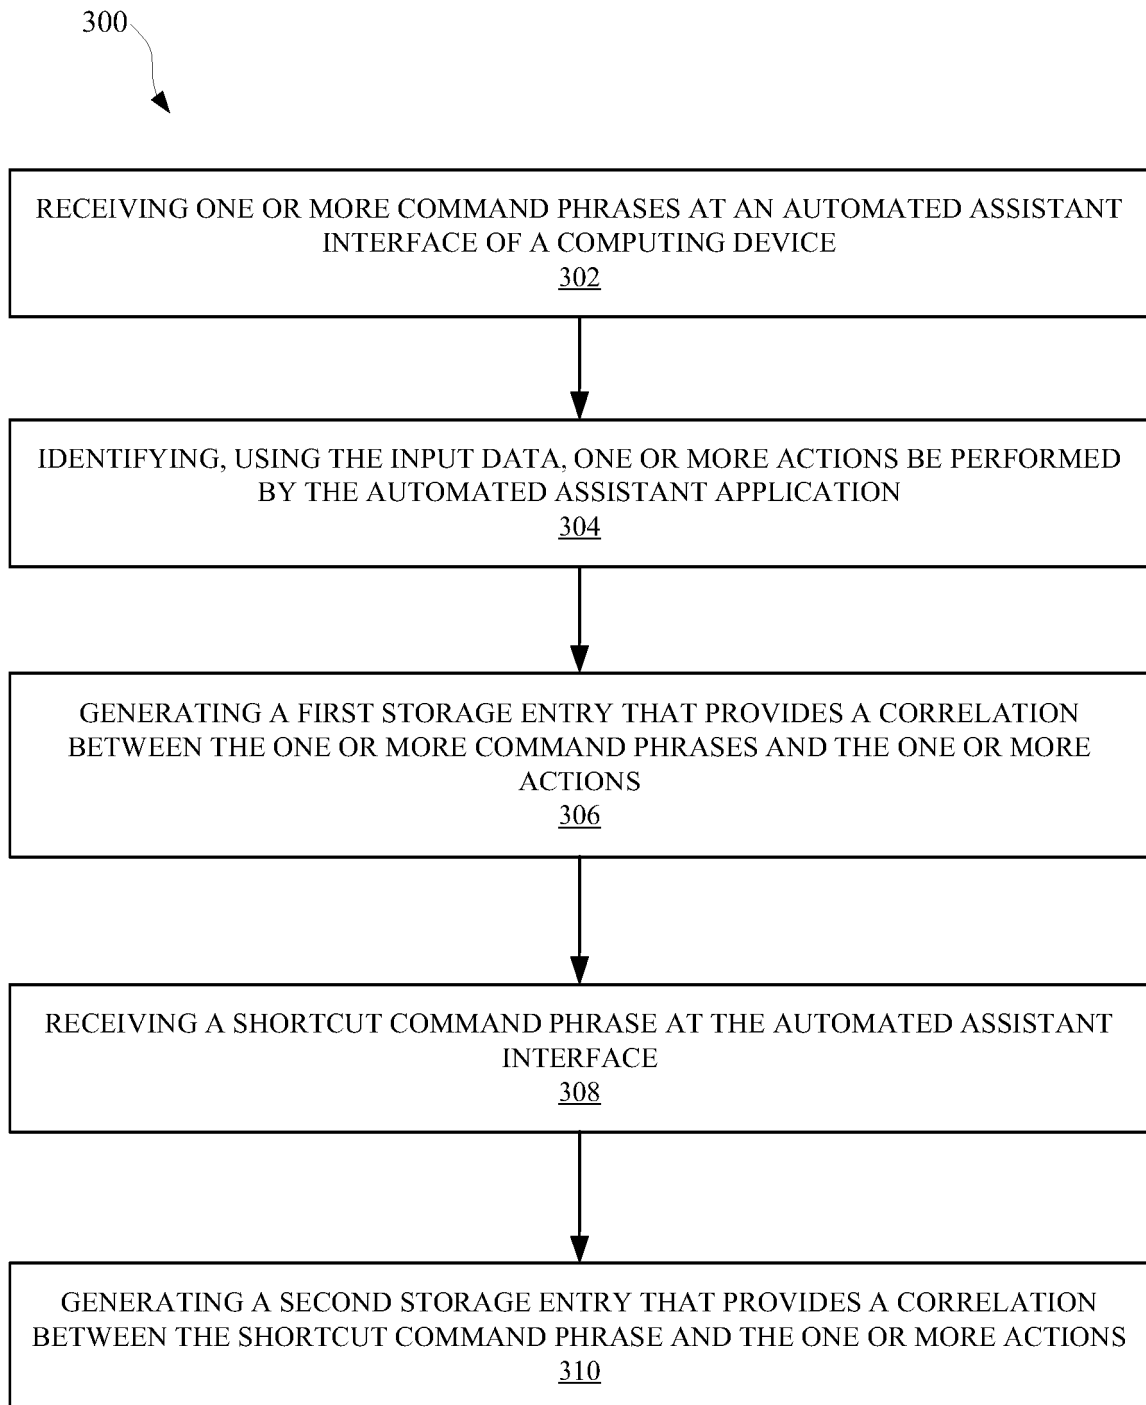 300
RECEIVING ONE OR MORE COMMAND PHRASES AT AN AUTOMATED ASSISTANT
INTERFACE OF A COMPUTING DEVICE
302
IDENTIFYING, USING THE INPUT DATA, ONE OR MORE ACTIONS BE PERFORMED
BY THE AUTOMATED ASSISTANT APPLICATION
304
GENERATING A FIRST STORAGE ENTRY THAT PROVIDES A CORRELATION
BETWEEN THE ONE OR MORE COMMAND PHRASES AND THE ONE OR MORE
ACTIONS
306
RECEIVING A SHORTCUT COMMAND PHRASE AT THE AUTOMATED ASSISTANT
INTERFACE
308
GENERATING A SECOND STORAGE ENTRY THAT PROVIDES A CORRELATION
BETWEEN THE SHORTCUT COMMAND PHRASE AND THE ONE OR MORE ACTIONS
310